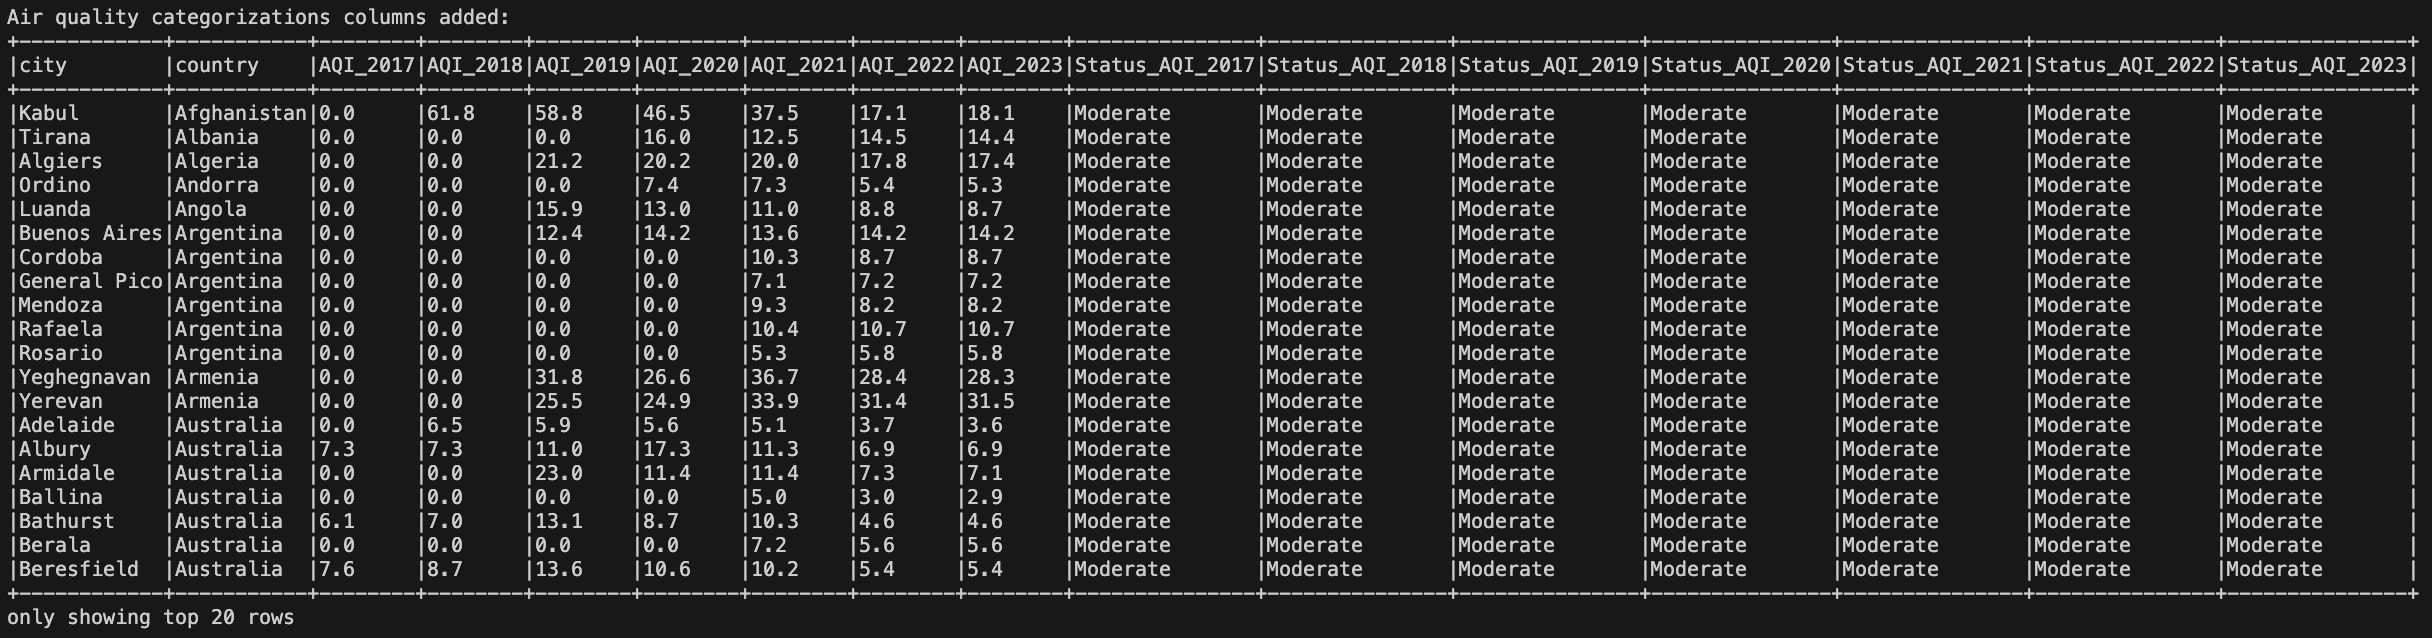 Air quality categorizations columns added:
+------------+-----------+--------+--------+--------+--------+--------+--------+--------+---------------+---------------+---------------+---------------+---------------+---------------+---------------+
|city        |country    |AQI_2017|AQI_2018|AQI_2019|AQI_2020|AQI_2021|AQI_2022|AQI_2023|Status_AQI_2017|Status_AQI_2018|Status_AQI_2019|Status_AQI_2020|Status_AQI_2021|Status_AQI_2022|Status_AQI_2023|
+------------+-----------+--------+--------+--------+--------+--------+--------+--------+---------------+---------------+---------------+---------------+---------------+---------------+---------------+
|Kabul       |Afghanistan|0.0     |61.8    |58.8    |46.5    |37.5    |17.1    |18.1    |Moderate       |Moderate       |Moderate       |Moderate       |Moderate       |Moderate       |Moderate       |
|Tirana      |Albania    |0.0     |0.0     |0.0     |16.0    |12.5    |14.5    |14.4    |Moderate       |Moderate       |Moderate       |Moderate       |Moderate       |Moderate       |Moderate       |
|Algiers     |Algeria    |0.0     |0.0     |21.2    |20.2    |20.0    |17.8    |17.4    |Moderate       |Moderate       |Moderate       |Moderate       |Moderate       |Moderate       |Moderate       |
|Ordino      |Andorra    |0.0     |0.0     |0.0     |7.4     |7.3     |5.4     |5.3     |Moderate       |Moderate       |Moderate       |Moderate       |Moderate       |Moderate       |Moderate       |
|Luanda      |Angola     |0.0     |0.0     |15.9    |13.0    |11.0    |8.8     |8.7     |Moderate       |Moderate       |Moderate       |Moderate       |Moderate       |Moderate       |Moderate       |
|Buenos Aires|Argentina  |0.0     |0.0     |12.4    |14.2    |13.6    |14.2    |14.2    |Moderate       |Moderate       |Moderate       |Moderate       |Moderate       |Moderate       |Moderate       |
|Cordoba     |Argentina  |0.0     |0.0     |0.0     |0.0     |10.3    |8.7     |8.7     |Moderate       |Moderate       |Moderate       |Moderate       |Moderate       |Moderate       |Moderate       |
|General Pico|Argentina  |0.0     |0.0     |0.0     |0.0     |7.1     |7.2     |7.2     |Moderate       |Moderate       |Moderate       |Moderate       |Moderate       |Moderate       |Moderate       |
|Mendoza     |Argentina  |0.0     |0.0     |0.0     |0.0     |9.3     |8.2     |8.2     |Moderate       |Moderate       |Moderate       |Moderate       |Moderate       |Moderate       |Moderate       |
|Rafaela     |Argentina  |0.0     |0.0     |0.0     |0.0     |10.4    |10.7    |10.7    |Moderate       |Moderate       |Moderate       |Moderate       |Moderate       |Moderate       |Moderate       |
|Rosario     |Argentina  |0.0     |0.0     |0.0     |0.0     |5.3     |5.8     |5.8     |Moderate       |Moderate       |Moderate       |Moderate       |Moderate       |Moderate       |Moderate       |
|Yeghegnavan |Armenia    |0.0     |0.0     |31.8    |26.6    |36.7    |28.4    |28.3    |Moderate       |Moderate       |Moderate       |Moderate       |Moderate       |Moderate       |Moderate       |
|Yerevan     |Armenia    |0.0     |0.0     |25.5    |24.9    |33.9    |31.4    |31.5    |Moderate       |Moderate       |Moderate       |Moderate       |Moderate       |Moderate       |Moderate       |
|Adelaide    |Australia  |0.0     |6.5     |5.9     |5.6     |5.1     |3.7     |3.6     |Moderate       |Moderate       |Moderate       |Moderate       |Moderate       |Moderate       |Moderate       |
|Albury      |Australia  |7.3     |7.3     |11.0    |17.3    |11.3    |6.9     |6.9     |Moderate       |Moderate       |Moderate       |Moderate       |Moderate       |Moderate       |Moderate       |
|Armidale    |Australia  |0.0     |0.0     |23.0    |11.4    |11.4    |7.3     |7.1     |Moderate       |Moderate       |Moderate       |Moderate       |Moderate       |Moderate       |Moderate       |
|Ballina     |Australia  |0.0     |0.0     |0.0     |0.0     |5.0     |3.0     |2.9     |Moderate       |Moderate       |Moderate       |Moderate       |Moderate       |Moderate       |Moderate       |
|Bathurst    |Australia  |6.1     |7.0     |13.1    |8.7     |10.3    |4.6     |4.6     |Moderate       |Moderate       |Moderate       |Moderate       |Moderate       |Moderate       |Moderate       |
|Berala      |Australia  |0.0     |0.0     |0.0     |0.0     |7.2     |5.6     |5.6     |Moderate       |Moderate       |Moderate       |Moderate       |Moderate       |Moderate       |Moderate       |
|Beresfield  |Australia  |7.6     |8.7     |13.6    |10.6    |10.2    |5.4     |5.4     |Moderate       |Moderate       |Moderate       |Moderate       |Moderate       |Moderate       |Moderate       |
+------------+-----------+--------+--------+--------+--------+--------+--------+--------+---------------+---------------+---------------+---------------+---------------+---------------+---------------+
only showing top 20 rows